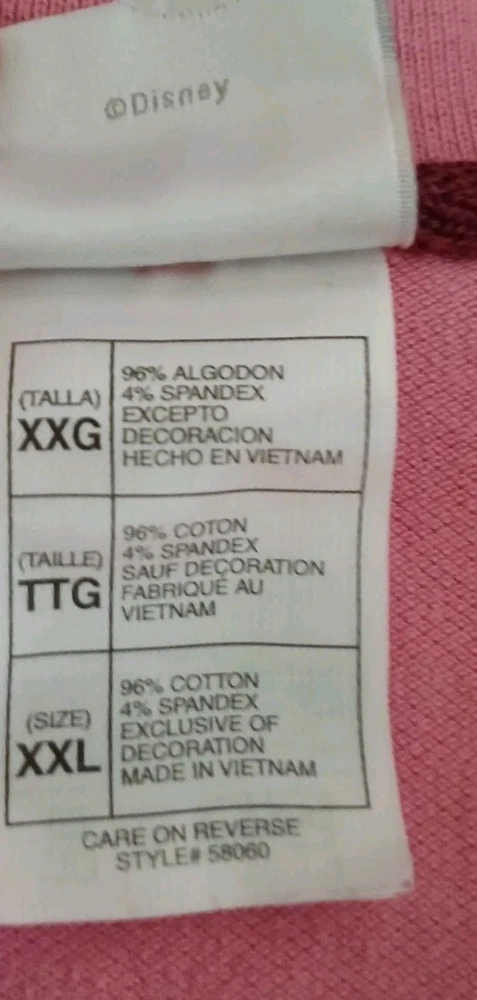 ©Disney
(TALLA)
XXG
96% ALGODON
4% SPANDEX
EXCEPTO
DECORACION
HECHO EN VIETNAM
(TAILLE)
TTG
96% COTON
4% SPANDEX
SAUF DECORATION
FABRIQUÉ AU
VIETNAM
(SIZE)
XXL
96% COTTON
4% SPANDEX
EXCLUSIVE OF
DECORATION
MADE IN VIETNAM
CARE ON REVERSE
STYLE# 58060